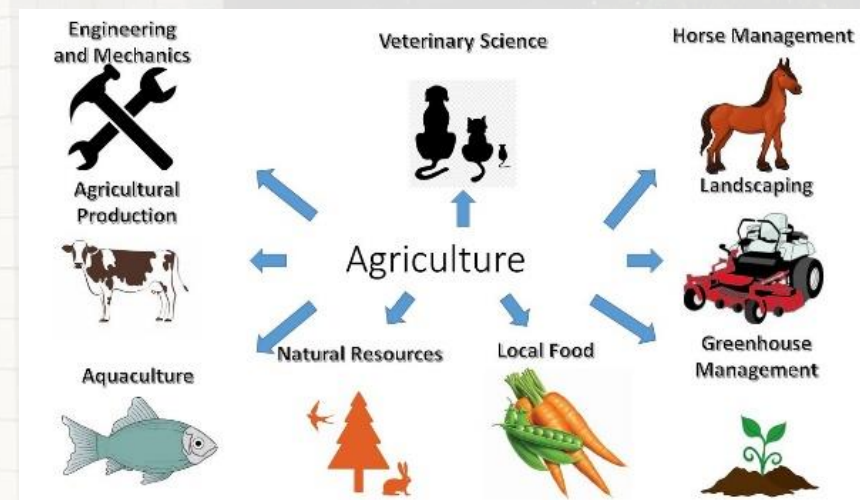 Engineering
and Mechanics
Veterinary Science
Horse Management
Agricultural
Production
Landscaping
Agriculture
Aquaculture
Natural Resources
Local Food
Greenhouse
Management